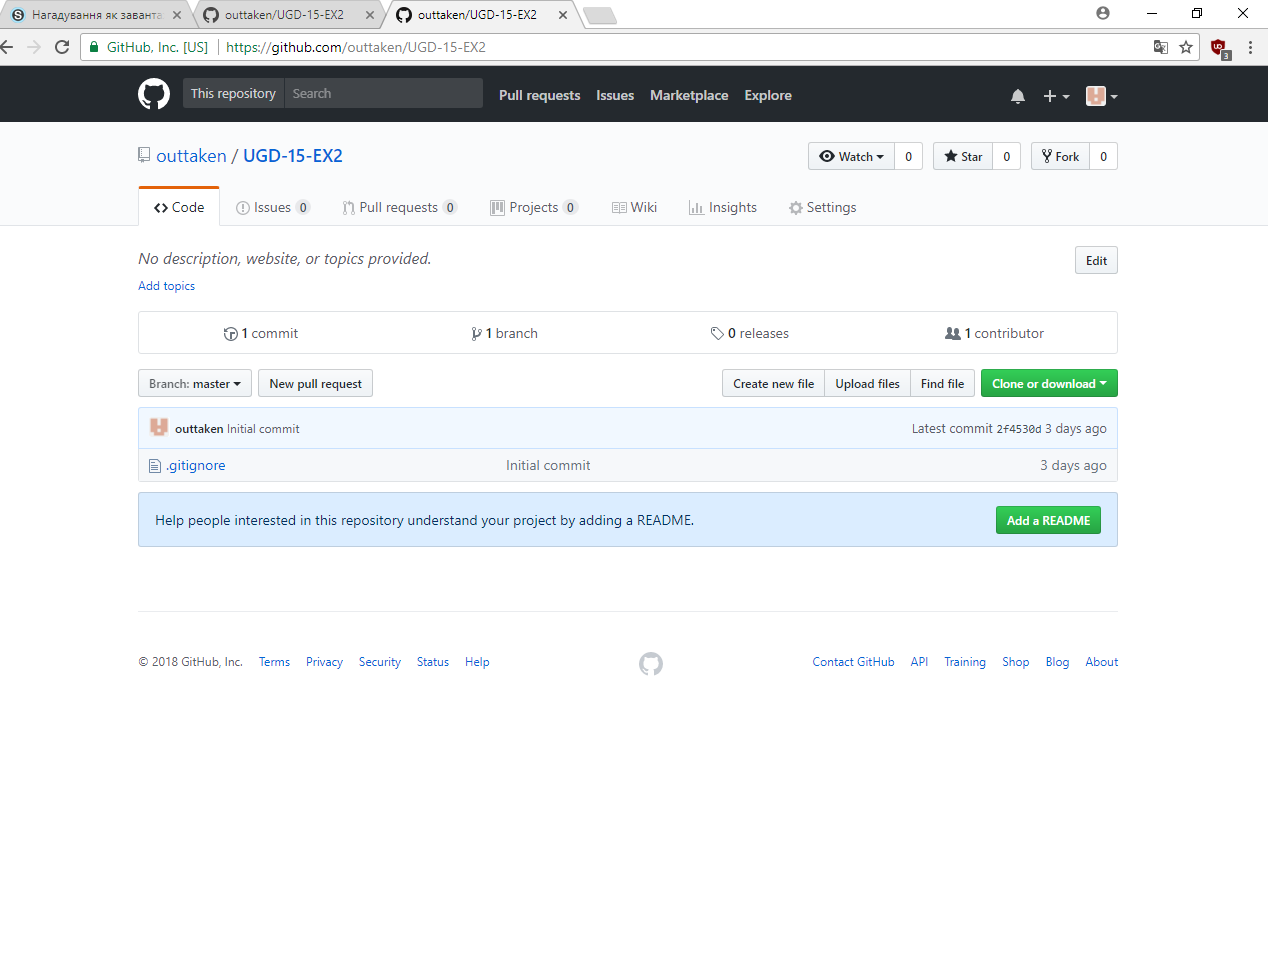 Нагадування як завант
outtaken/UGD-15-EX2
outtaken/UGD-15-EX2
GitHub, Inc. [US]
https://github.com/outtaken/UGD-15-EX2
3
This repository
Search
Pull requests
Issues
Marketplace
Explore
outtaken / UGD-15-EX2
Watch
0
Star
0
Fork
0
Code
Issues 0
Pull requests 0
Projects 0
Wiki
Insights
Settings
No description, website, or topics provided.
Edit
Add topics
1 commit
1 branch
0 releases
1 contributor
Branch: master
New pull request
Create new file
Upload files
Find file
Clone or download
outtaken Initial commit
Latest commit 2f4530d 3 days ago
.gitignore
Initial commit
3 days ago
Help people interested in this repository understand your project by adding a README.
Add a README
© 2018 GitHub, Inc.
Terms
Privacy
Security
Status
Help
Contact GitHub
API
Training
Shop
Blog
About